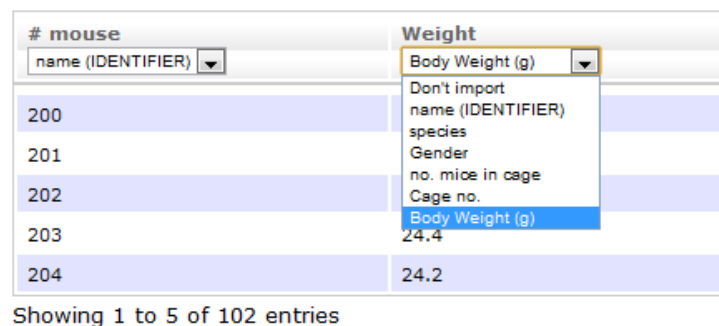 # mouse Weight
name (IDENTIFIER) Body Weight (g)
Don't import
name (IDENTIFIER)
species
Gender
no. mice in cage
Cage no.
Body Weight (g)
200
201
202
203 24.4
204 24.2
Showing 1 to 5 of 102 entries